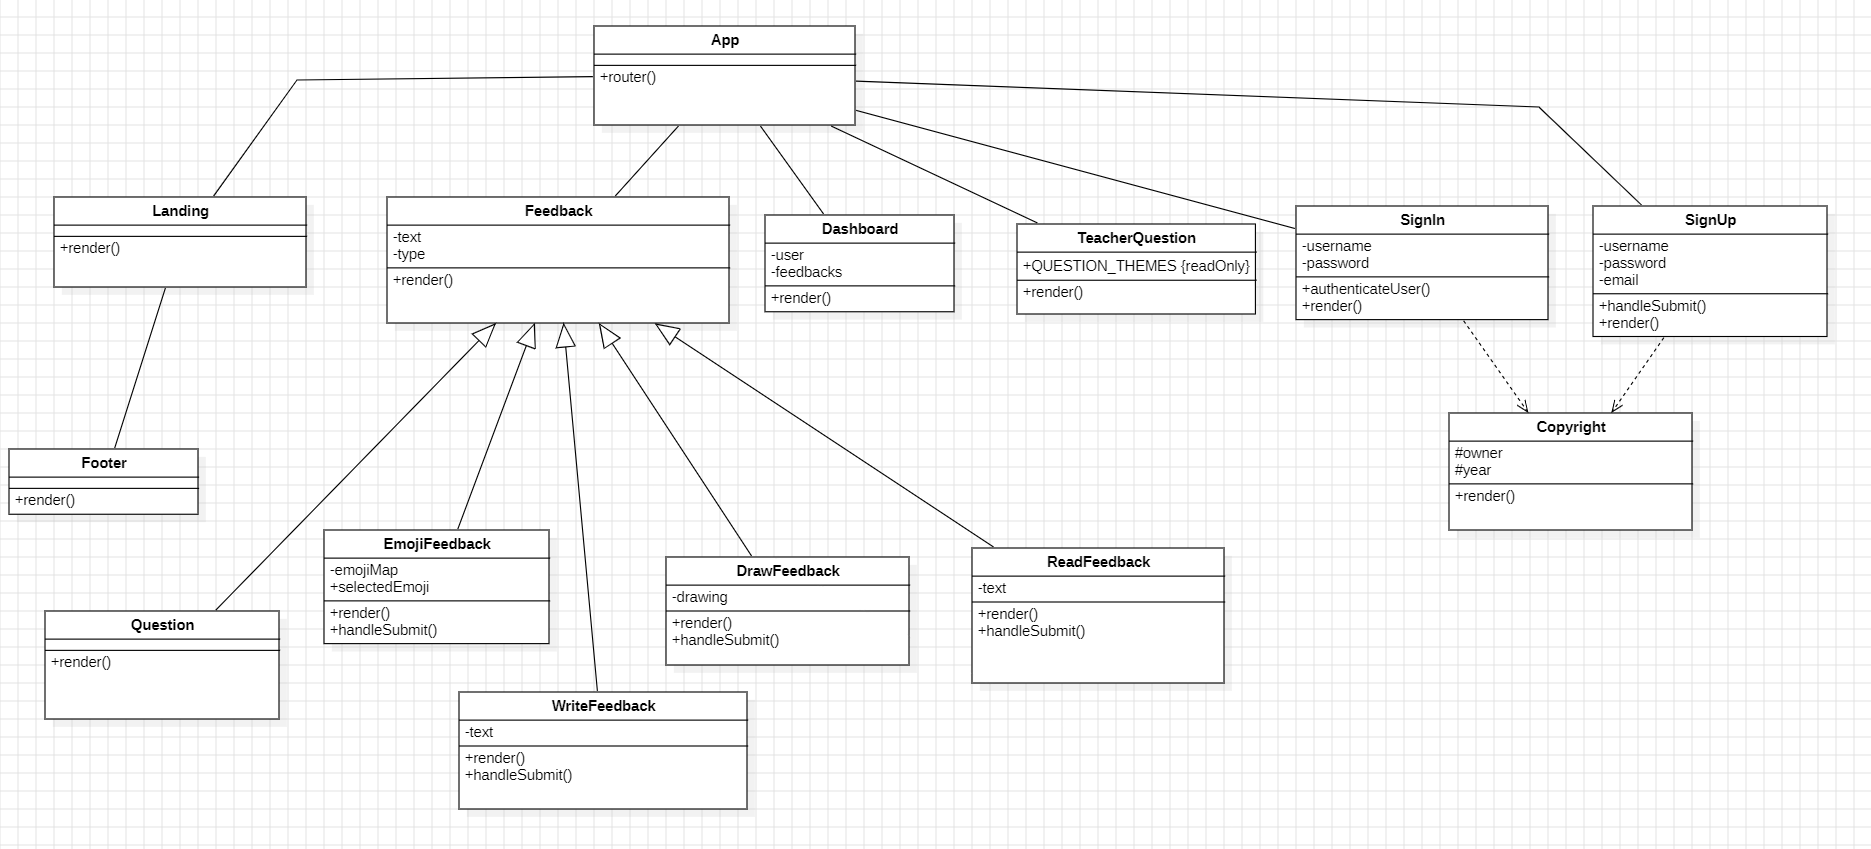 App
+router()
Landing
+render()
Feedback
-text
-type
+render()
Dashboard
-user
-feedbacks
+render()
TeacherQuestion
+QUESTION_THEMES {readOnly}
+render()
SignIn
-username
-password
+authenticateUser()
+render()
SignUp
-username
-password
-email
+handleSubmit()
+render()
Copyright
#owner
#year
+render()
Footer
+render()
Question
+render()
EmojiFeedback
-emojiMap
+selectedEmoji
+render()
+handleSubmit()
WriteFeedback
-text
+render()
+handleSubmit()
DrawFeedback
-drawing
+render()
+handleSubmit()
ReadFeedback
-text
+render()
+handleSubmit()